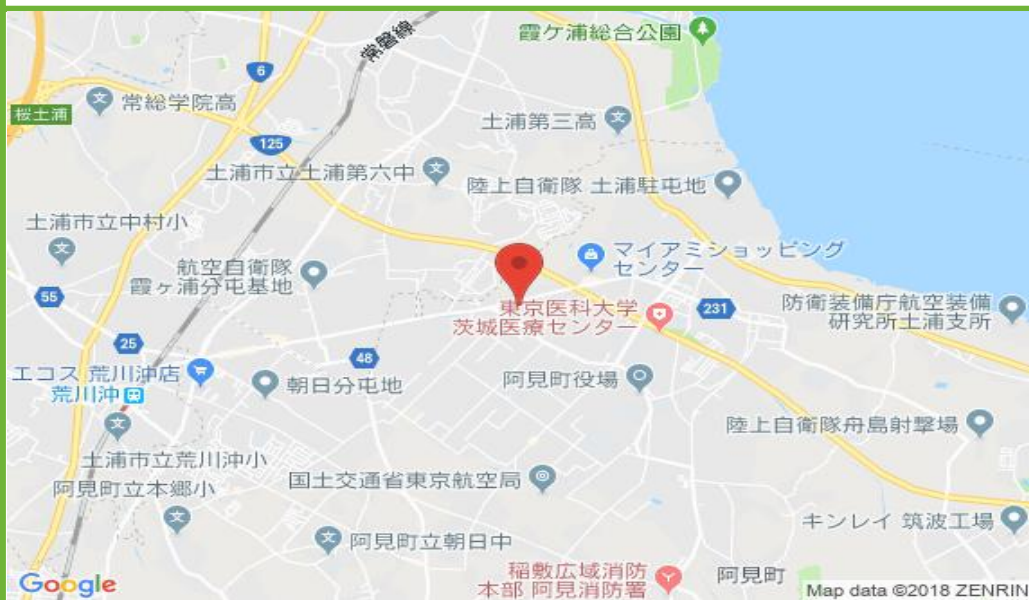 霞ケ浦総合公園
常磐線
6
桜土浦
常総学院高
土浦第三高
125
土浦市立土浦第六中
陸上自衛隊 土浦駐屯地
土浦市立中村小
マイアミショッピング
センター
航空自衛隊
霞ヶ浦分屯基地
55
東京医科大学
茨城医療センター
231
防衛装備庁航空装備
研究所土浦支所
25
48
エコス 荒川沖店
荒川沖
朝日分屯地
阿見町役場
陸上自衛隊舟島射撃場
土浦市立荒川沖小
阿見町立本郷小
国土交通省東京航空局
キンレイ 筑波工場
阿見町立朝日中
稲敷広域消防
本部 阿見消防署
阿見町
Google
Map data ©2018 ZENRIN